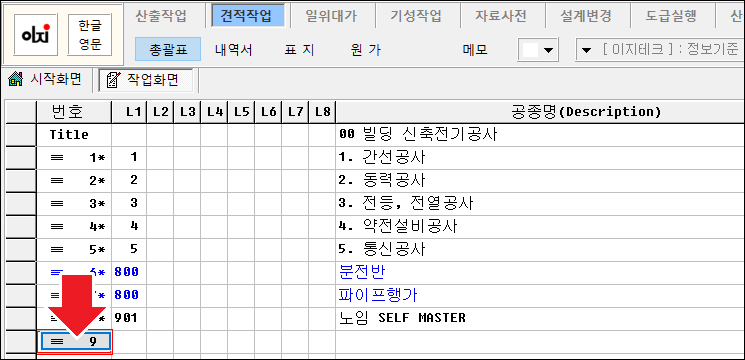 산출작업 견적작업 일위대가 기성작업 자료사전 설계변경 도급실행 산
이지 한글 영문
총괄표 내역서 표 지 원 가 메모 [ 이지테크 ] : 정보기준
시작화면 작업화면
번호 L1 L2 L3 L4 L5 L6 L7 L8 공종명(Description)
Title 00 빌딩 신축전기공사
1* 1 1. 간선공사
2* 2 2. 동력공사
3* 3 3. 전등, 전열공사
4* 4 4. 약전설비공사
5* 5 5. 통신공사
6* 800 분전반
* 800 파이프행가
* 901 노임 SELF MASTER
9